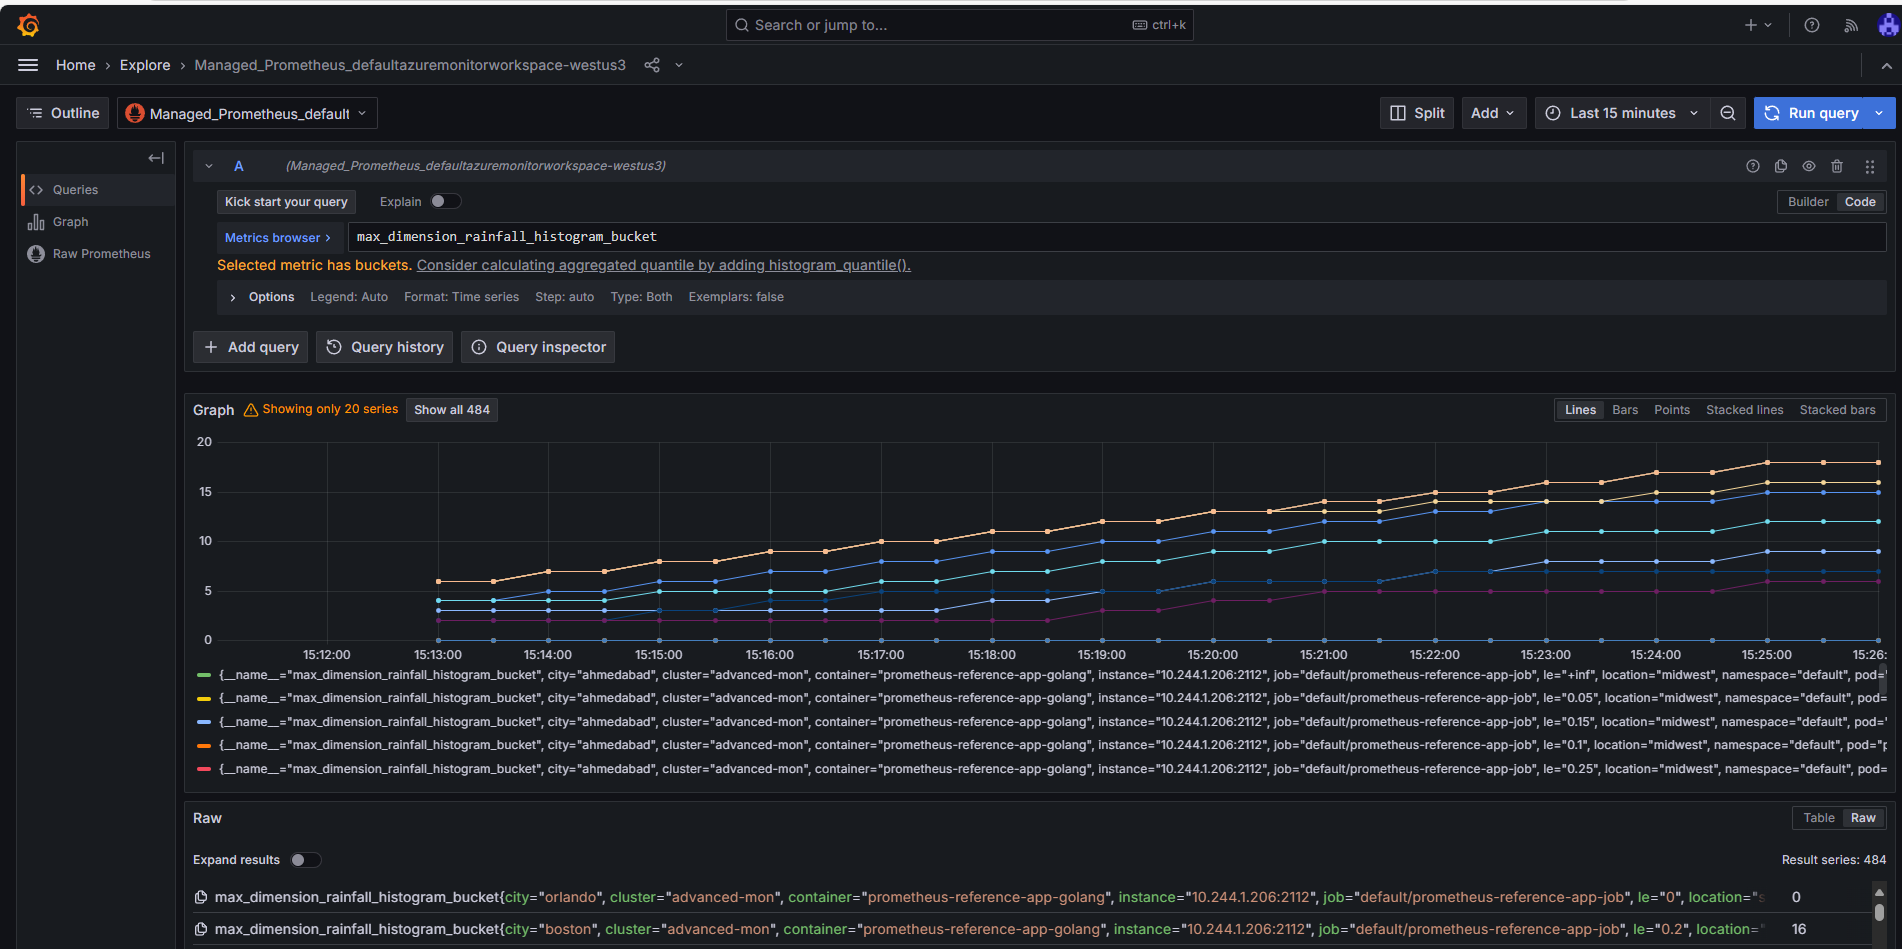 Search or jump to...
ctrl+k
Home › Explore › Managed_Prometheus_defaultazuremonitorworkspace-westus3
Outline
Managed_Prometheus_default
Split
Add
Last 15 minutes
Run query
Queries
Graph
Raw Prometheus
A
(Managed_Prometheus_defaultazuremonitorworkspace-westus3)
Kick start your query
Explain
Builder
Code
Metrics browser >
max_dimension_rainfall_histogram_bucket
Selected metric has buckets. Consider calculating aggregated quantile by adding histogram_quantile().
Options Legend: Auto Format: Time series Step: auto Type: Both Exemplars: false
+ Add query
Query history
Query inspector
Graph
Showing only 20 series
Show all 484
Lines Bars Points Stacked lines Stacked bars
20
15
10
5
0
15:12:00 15:13:00 15:14:00 15:15:00 15:16:00 15:17:00 15:18:00 15:19:00 15:20:00 15:21:00 15:22:00 15:23:00 15:24:00 15:25:00 15:26:
{__name__="max_dimension_rainfall_histogram_bucket", city="ahmedabad", cluster="advanced-mon", container="prometheus-reference-app-golang", instance="10.244.1.206:2112", job="default/prometheus-reference-app-job", le="+inf", location="midwest", namespace="default", pod="
{__name__="max_dimension_rainfall_histogram_bucket", city="ahmedabad", cluster="advanced-mon", container="prometheus-reference-app-golang", instance="10.244.1.206:2112", job="default/prometheus-reference-app-job", le="0.05", location="midwest", namespace="default", pod=
{__name__="max_dimension_rainfall_histogram_bucket", city="ahmedabad", cluster="advanced-mon", container="prometheus-reference-app-golang", instance="10.244.1.206:2112", job="default/prometheus-reference-app-job", le="0.15", location="midwest", namespace="default", pod="
{__name__="max_dimension_rainfall_histogram_bucket", city="ahmedabad", cluster="advanced-mon", container="prometheus-reference-app-golang", instance="10.244.1.206:2112", job="default/prometheus-reference-app-job", le="0.1", location="midwest", namespace="default", pod="p
{__name__="max_dimension_rainfall_histogram_bucket", city="ahmedabad", cluster="advanced-mon", container="prometheus-reference-app-golang", instance="10.244.1.206:2112", job="default/prometheus-reference-app-job", le="0.25", location="midwest", namespace="default", pod=
Raw
Table
Raw
Expand results
Result series: 484
max_dimension_rainfall_histogram_bucket{city="orlando", cluster="advanced-mon", container="prometheus-reference-app-golang", instance="10.244.1.206:2112", job="default/prometheus-reference-app-job", le="0", location="s 0
max_dimension_rainfall_histogram_bucket{city="boston", cluster="advanced-mon", container="prometheus-reference-app-golang", instance="10.244.1.206:2112", job="default/prometheus-reference-app-job", le="0.2", location=" 16